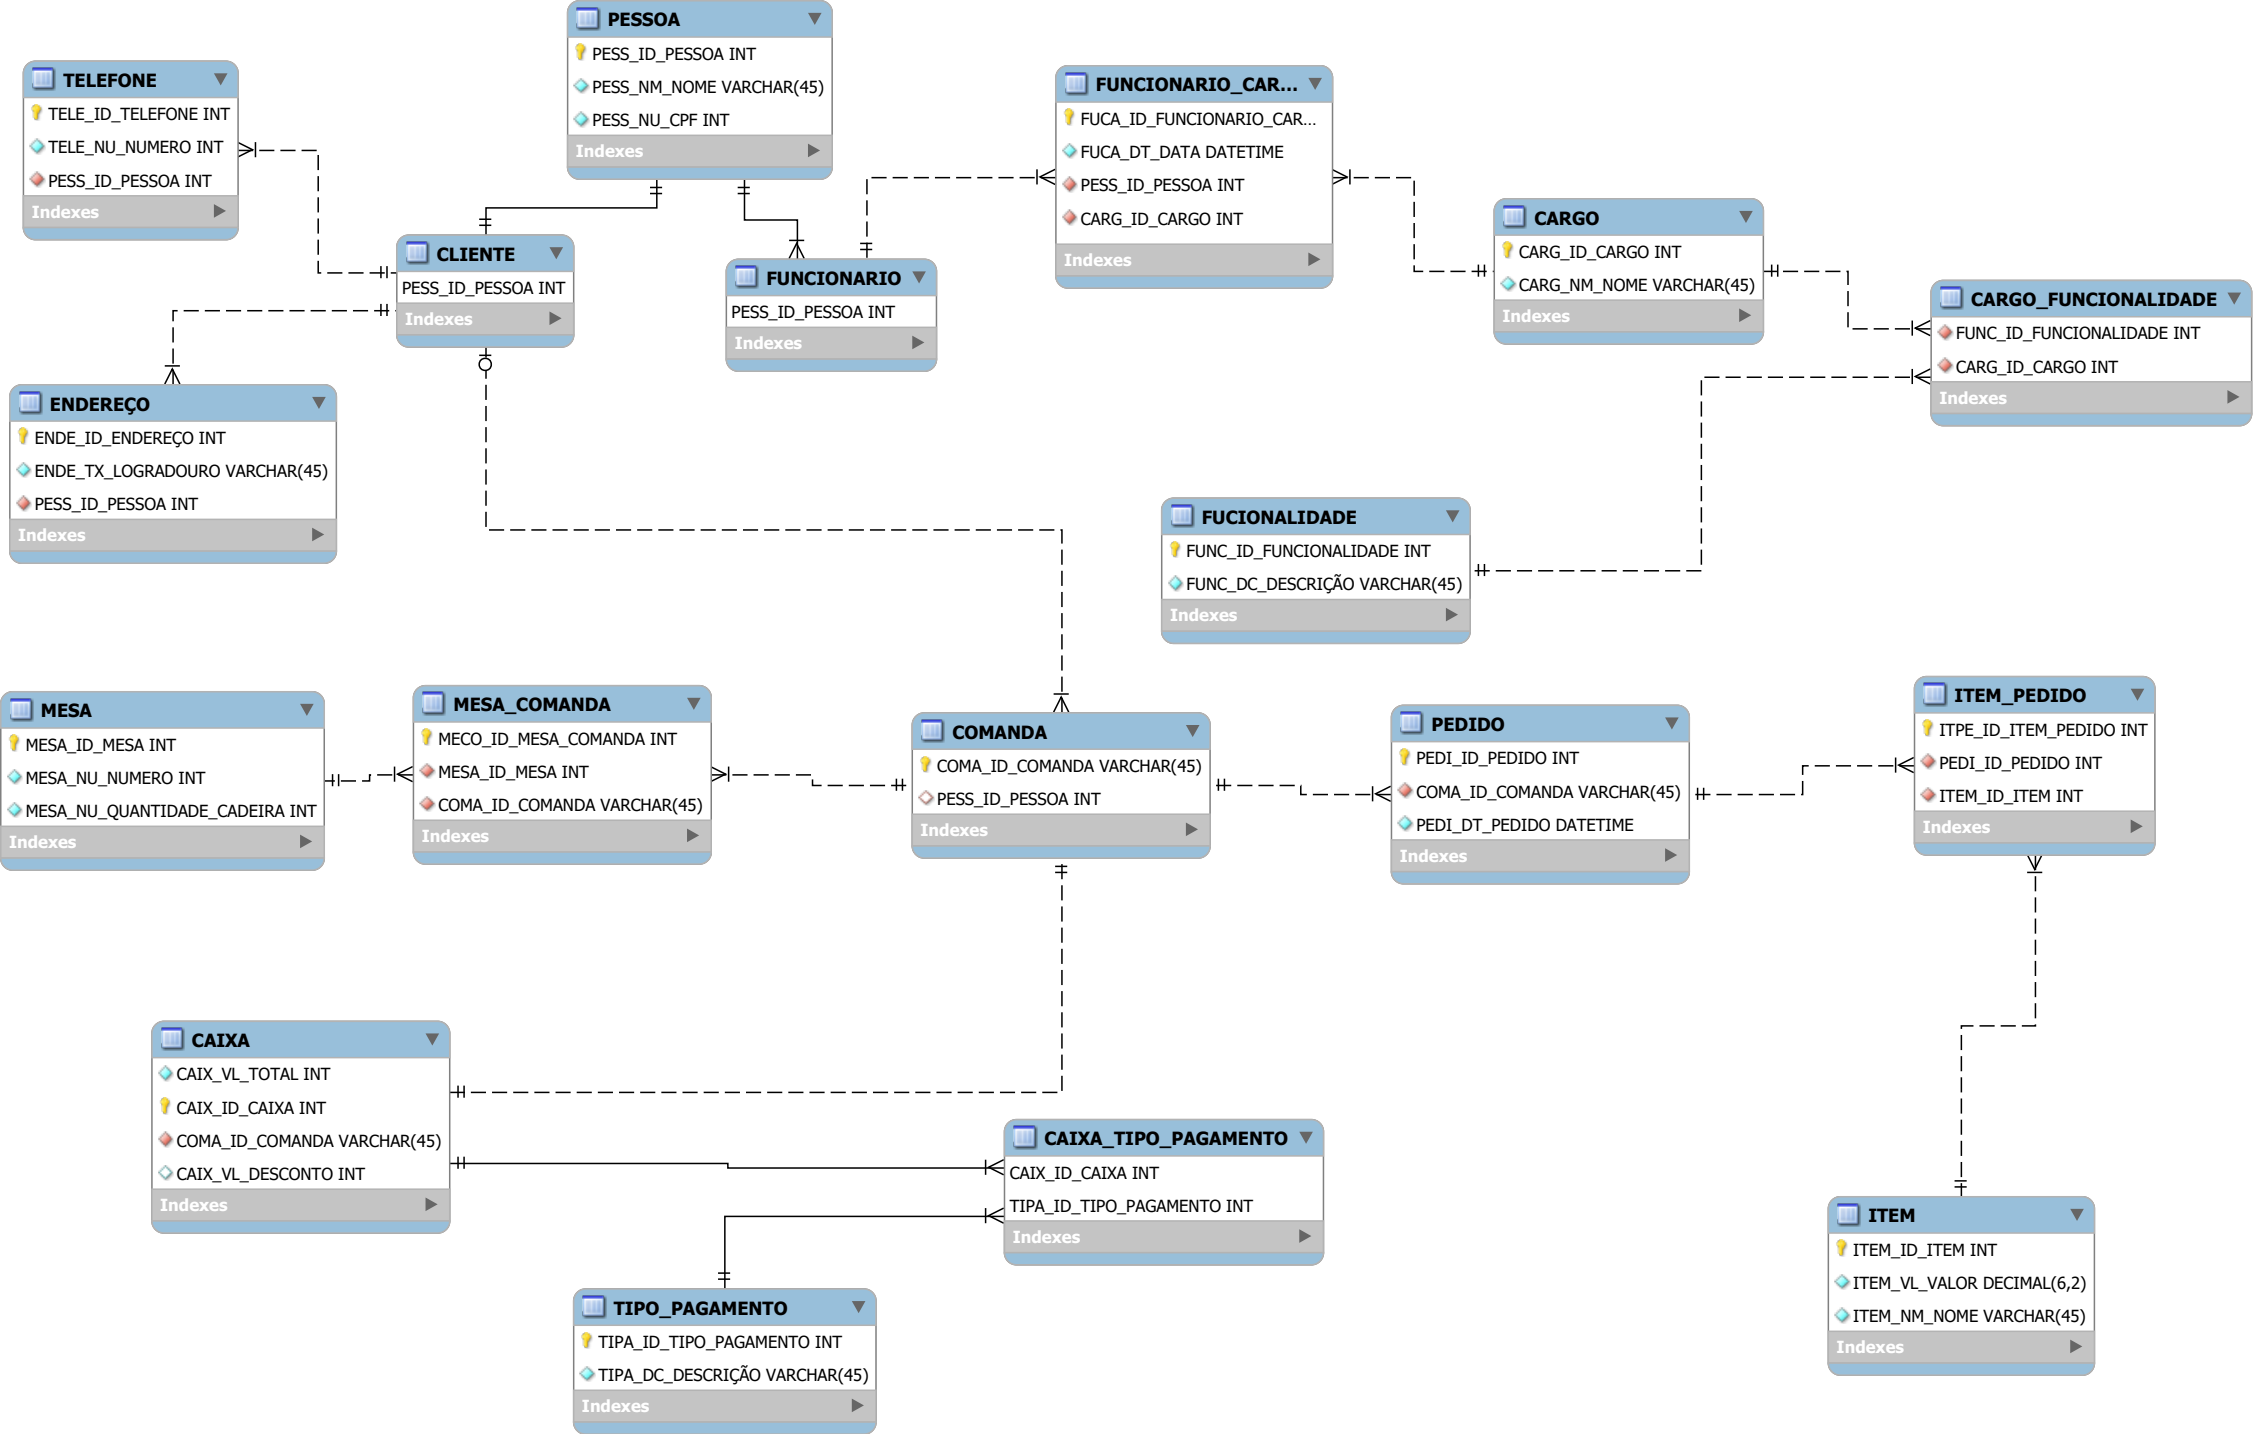 PESSOA
PESS_ID_PESSOA INT
PESS_NM_NOME VARCHAR(45)
PESS_NU_CPF INT
Indexes
TELEFONE
TELE_ID_TELEFONE INT
TELE_NU_NUMERO INT
PESS_ID_PESSOA INT
Indexes
FUNCIONARIO_CAR...
FUCA_ID_FUNCIONARIO_CAR...
FUCA_DT_DATA DATETIME
PESS_ID_PESSOA INT
CARG_ID_CARGO INT
Indexes
CARGO
CARG_ID_CARGO INT
CARG_NM_NOME VARCHAR(45)
Indexes
CLIENTE
PESS_ID_PESSOA INT
Indexes
FUNCIONARIO
PESS_ID_PESSOA INT
Indexes
CARGO_FUNCIONALIDADE
FUNC_ID_FUNCIONALIDADE INT
CARG_ID_CARGO INT
Indexes
ENDEREÇO
ENDE_ID_ENDEREÇO INT
ENDE_TX_LOGRADOURO VARCHAR(45)
PESS_ID_PESSOA INT
Indexes
FUCIONALIDADE
FUNC_ID_FUNCIONALIDADE INT
FUNC_DC_DESCRIÇÃO VARCHAR(45)
Indexes
MESA
MESA_ID_MESA INT
MESA_NU_NUMERO INT
MESA_NU_QUANTIDADE_CADEIRA INT
Indexes
MESA_COMANDA
MECO_ID_MESA_COMANDA INT
MESA_ID_MESA INT
COMA_ID_COMANDA VARCHAR(45)
Indexes
COMANDA
COMA_ID_COMANDA VARCHAR(45)
PESS_ID_PESSOA INT
Indexes
PEDIDO
PEDI_ID_PEDIDO INT
COMA_ID_COMANDA VARCHAR(45)
PEDI_DT_PEDIDO DATETIME
Indexes
ITEM_PEDIDO
ITPE_ID_ITEM_PEDIDO INT
PEDI_ID_PEDIDO INT
ITEM_ID_ITEM INT
Indexes
CAIXA
CAIX_VL_TOTAL INT
CAIX_ID_CAIXA INT
COMA_ID_COMANDA VARCHAR(45)
CAIX_VL_DESCONTO INT
Indexes
CAIXA_TIPO_PAGAMENTO
CAIX_ID_CAIXA INT
TIPA_ID_TIPO_PAGAMENTO INT
Indexes
TIPO_PAGAMENTO
TIPA_ID_TIPO_PAGAMENTO INT
TIPA_DC_DESCRIÇÃO VARCHAR(45)
Indexes
ITEM
ITEM_ID_ITEM INT
ITEM_VL_VALOR DECIMAL(6,2)
ITEM_NM_NOME VARCHAR(45)
Indexes